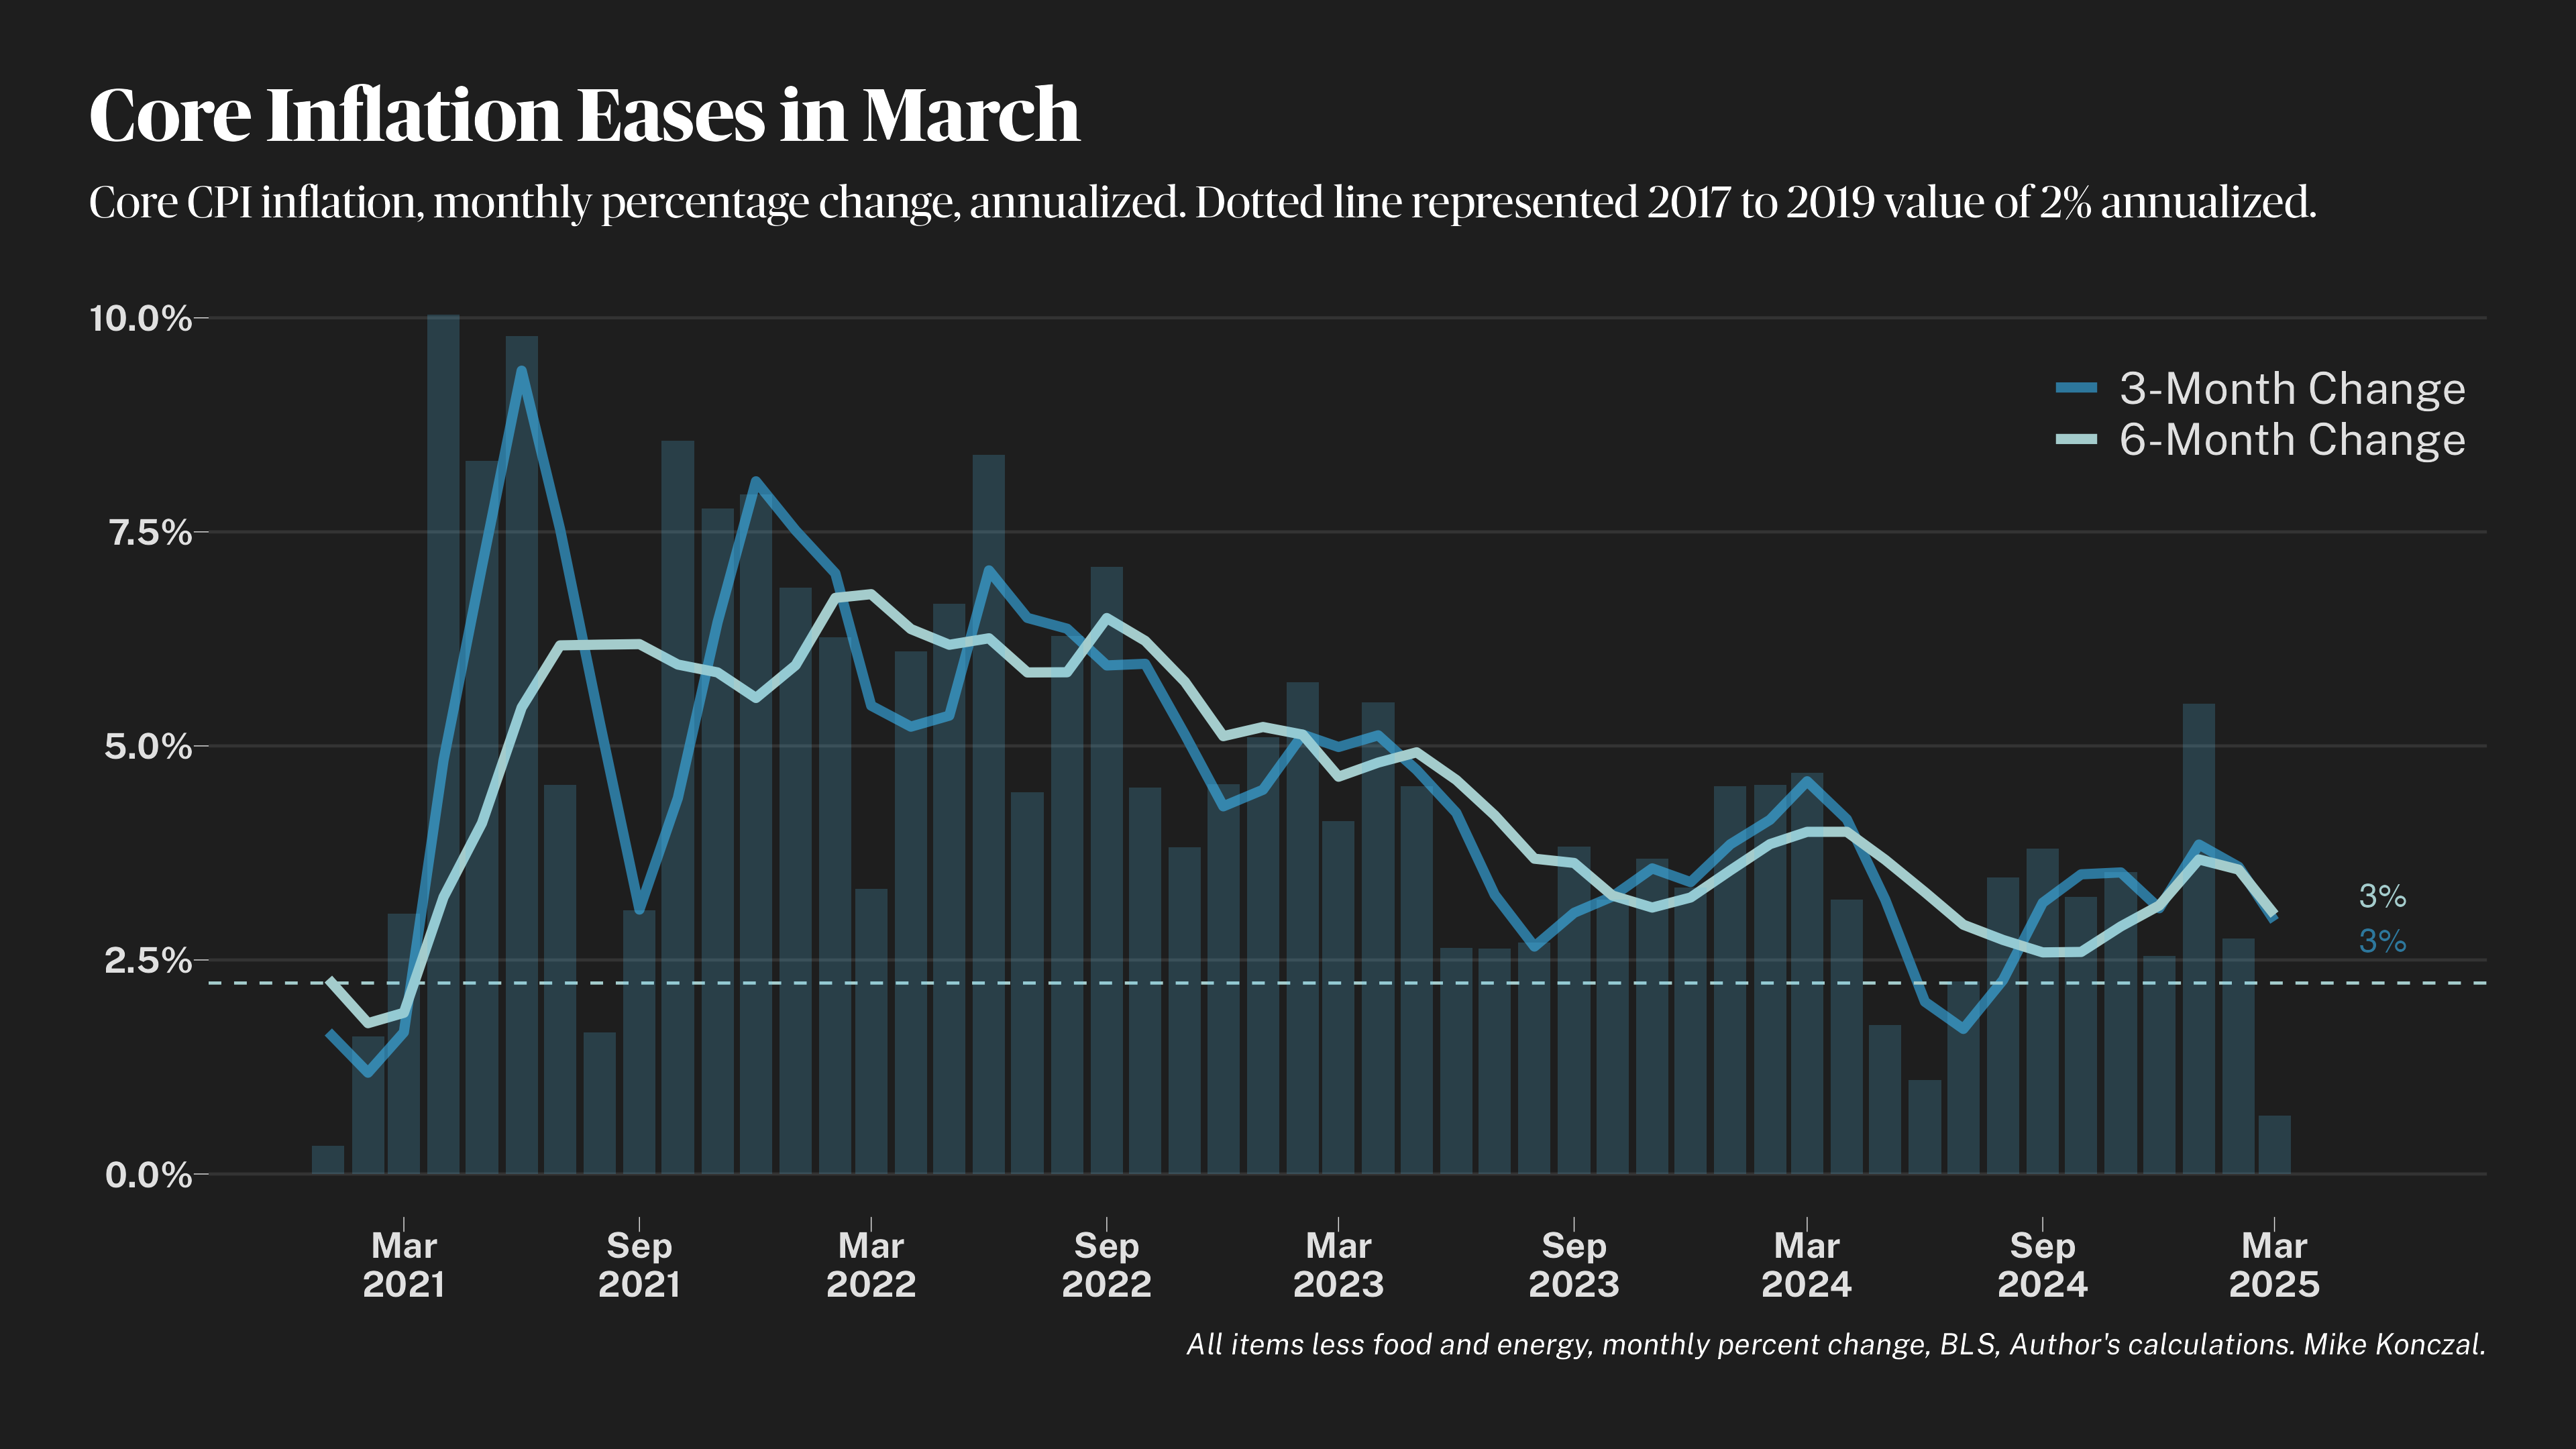 Core Inflation Eases in March
Core CPI inflation, monthly percentage change, annualized. Dotted line represented 2017 to 2019 value of 2% annualized.
10.0%
7.5%
5.0%
2.5%
0.0%
3-Month Change
6-Month Change
3%
3%
Mar
2021
Sep
2021
Mar
2022
Sep
2022
Mar
2023
Sep
2023
Mar
2024
Sep
2024
Mar
2025
All items less food and energy, monthly percent change, BLS, Author's calculations. Mike Konczal.